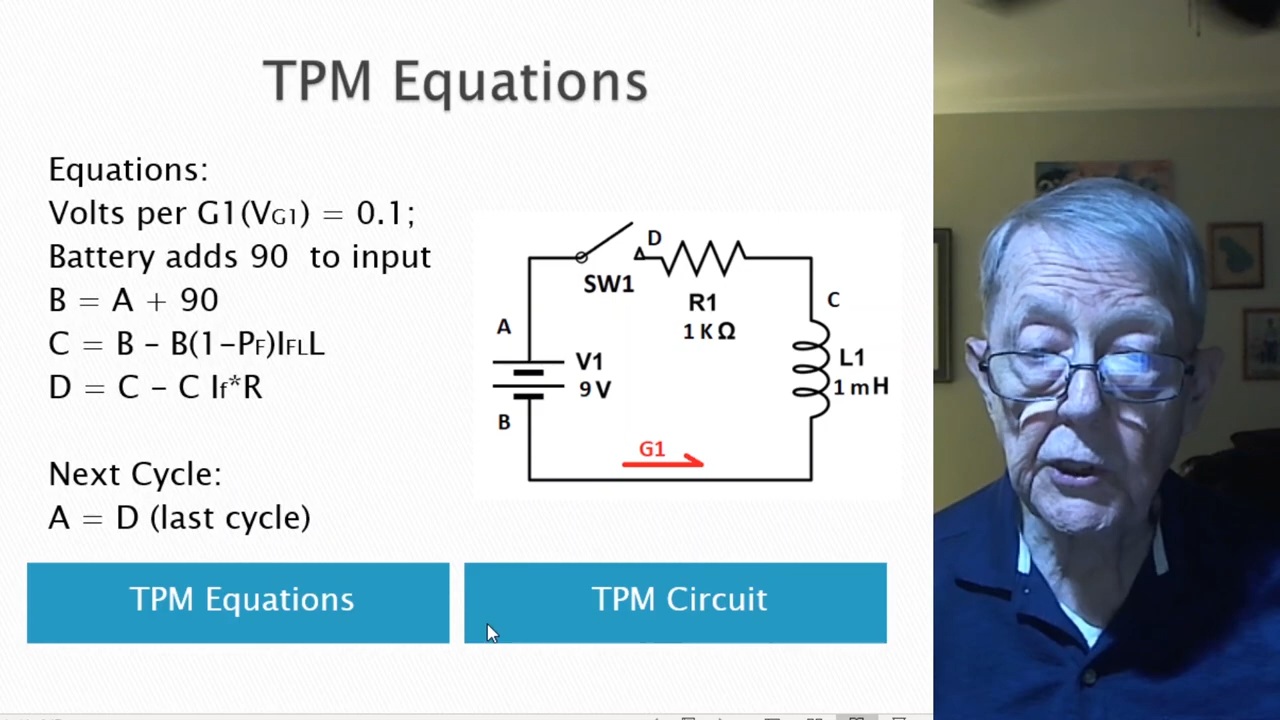 TPM Equations
Equations:
Volts per G1(VG1) = 0.1;
Battery adds 90 to input
B = A + 90
C = B – B(1–PF)IFLL
D = C – C If*R
Next Cycle:
A = D (last cycle)
SW1
D
R1
1 K Ω
C
A
V1
9 V
L1
1 mH
B
G1
TPM Equations
TPM Circuit